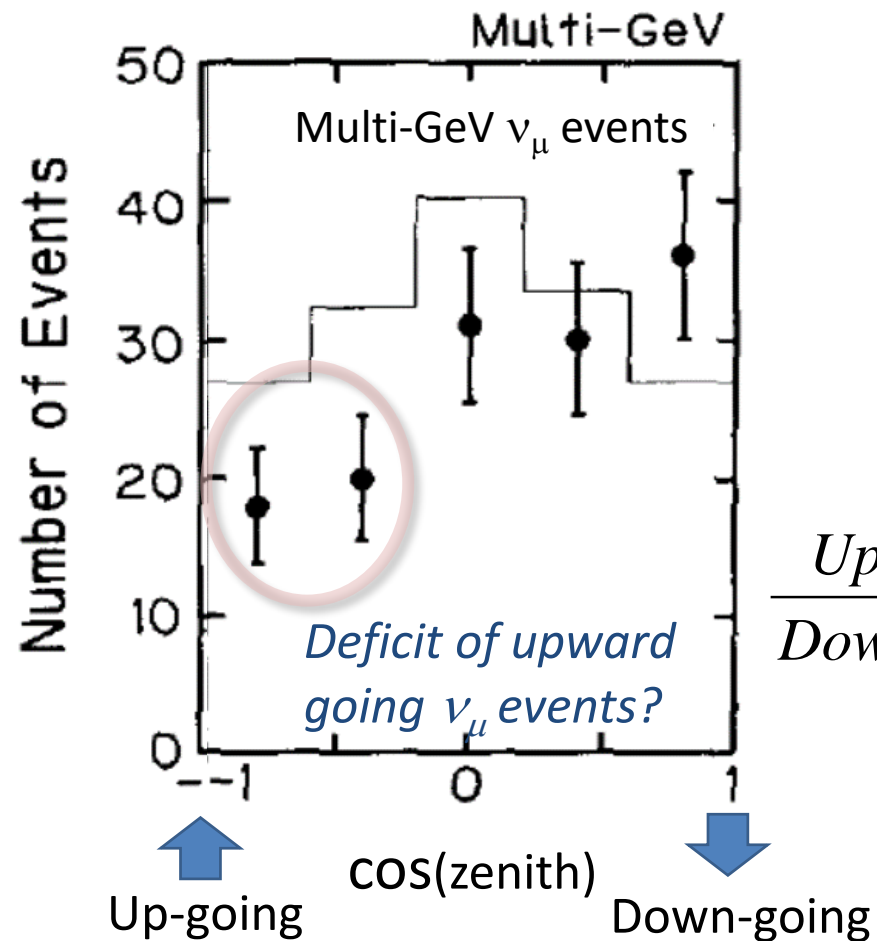 Multi-GeV
50
Multi-GeV νμ events
40
30
20
10
0
Number of Events
Deficit of upward
going νμ events?
Up
Dow
--1 0 1
cos(zenith)
Up-going Down-going